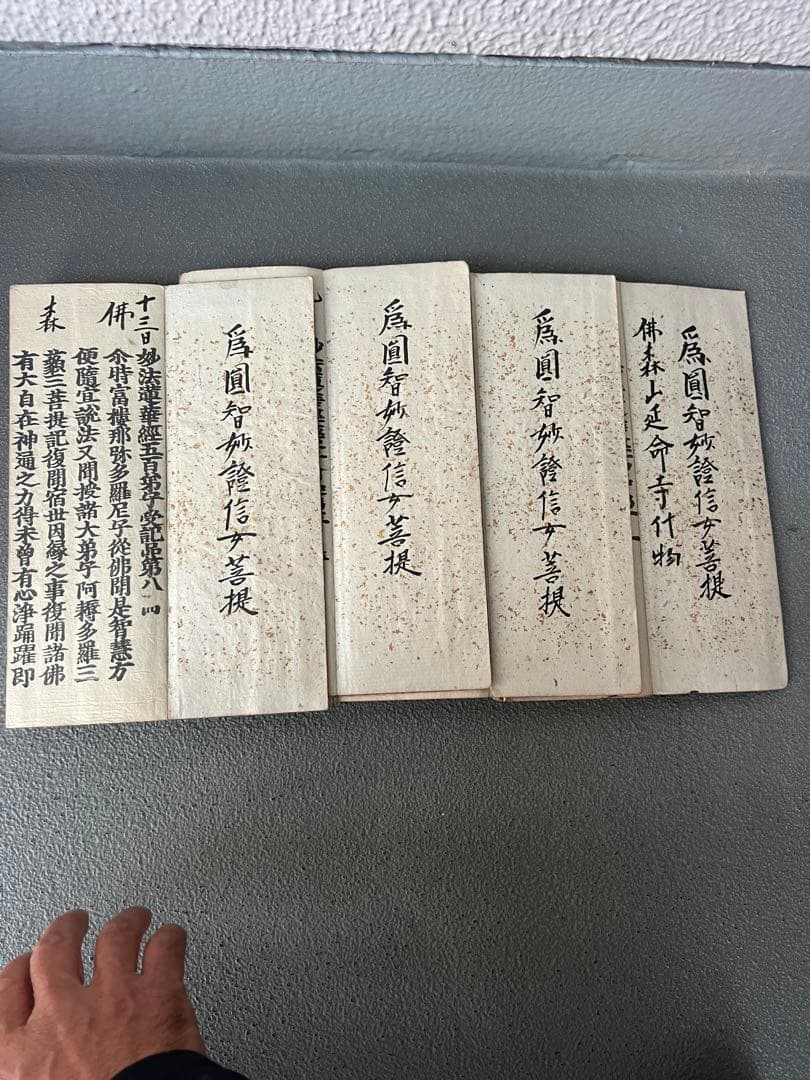 爲圓智妙證信女菩提
佛森山延命寺什物
爲圓智妙證信女菩提
爲圓智妙證信女菩提
爲圓智妙證信女菩提
十三日
妙法蓮華經五百弟子受記品第八 四
佛
尒時富樓那弥多羅尼子從佛聞是智慧方
便隨宜說法又聞授諸大弟子阿耨多羅三
森
藐三菩提記復聞宿世因縁之事復聞諸佛
有大自在神通之力得未曾有心淨踊躍即